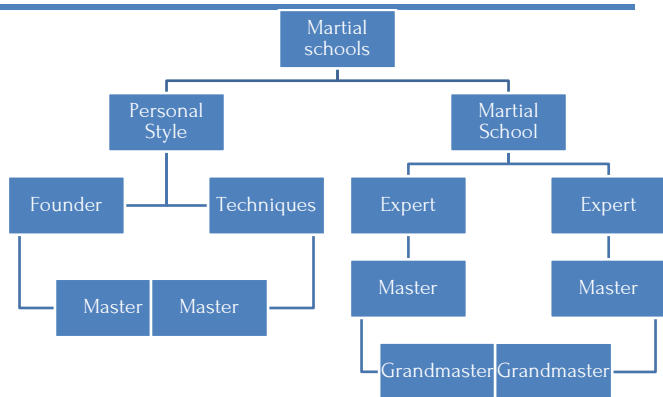 Martial
schools
Personal
Style
Martial
School
Founder
Techniques
Expert
Expert
Master
Master
Master
Master
Grandmaster
Grandmaster